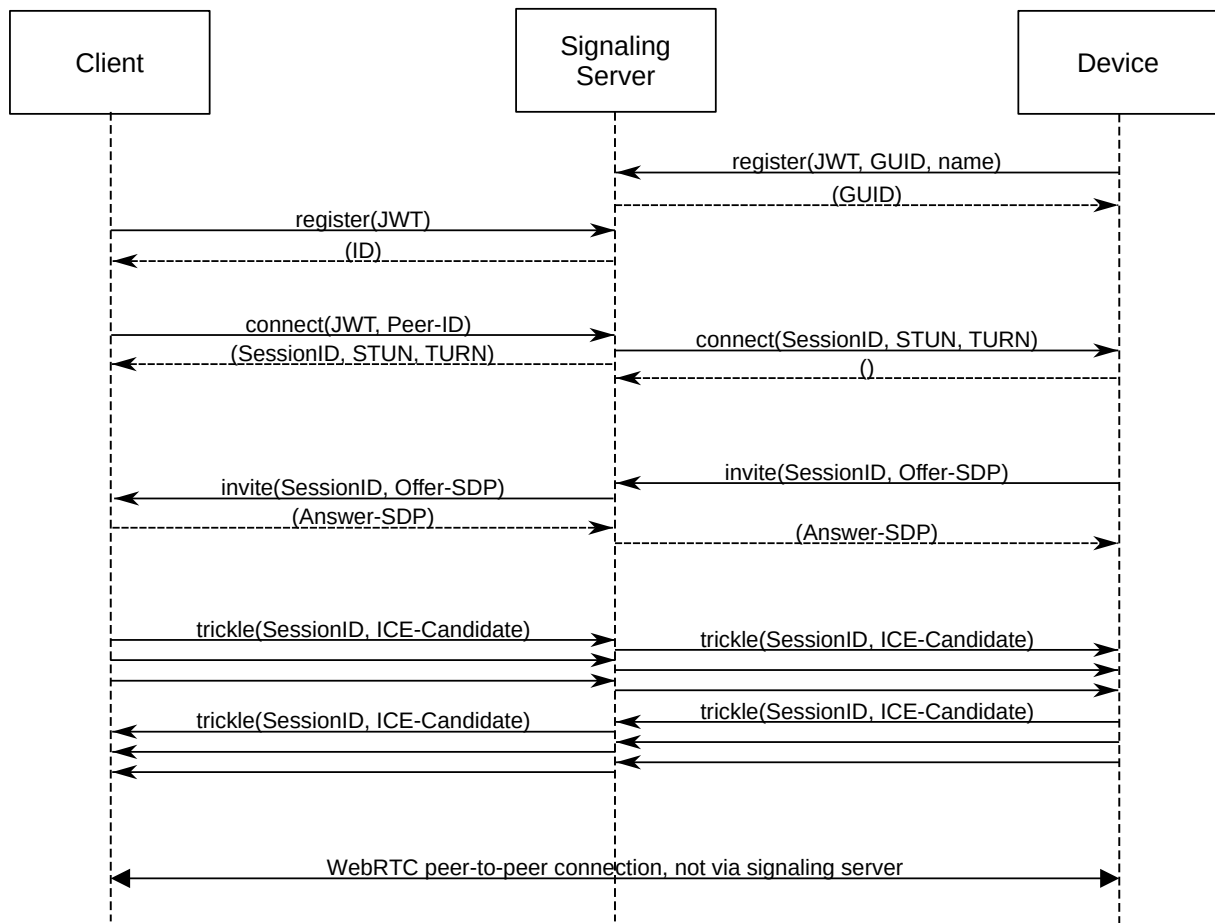 Client
Signaling
Server
Device
register(JWT, GUID, name)
(GUID)
register(JWT)
(ID)
connect(JWT, Peer-ID)
(SessionID, STUN, TURN)
connect(SessionID, STUN, TURN)
()
invite(SessionID, Offer-SDP)
invite(SessionID, Offer-SDP)
(Answer-SDP)
(Answer-SDP)
trickle(SessionID, ICE-Candidate)
trickle(SessionID, ICE-Candidate)
trickle(SessionID, ICE-Candidate)
trickle(SessionID, ICE-Candidate)
WebRTC peer-to-peer connection, not via signaling server